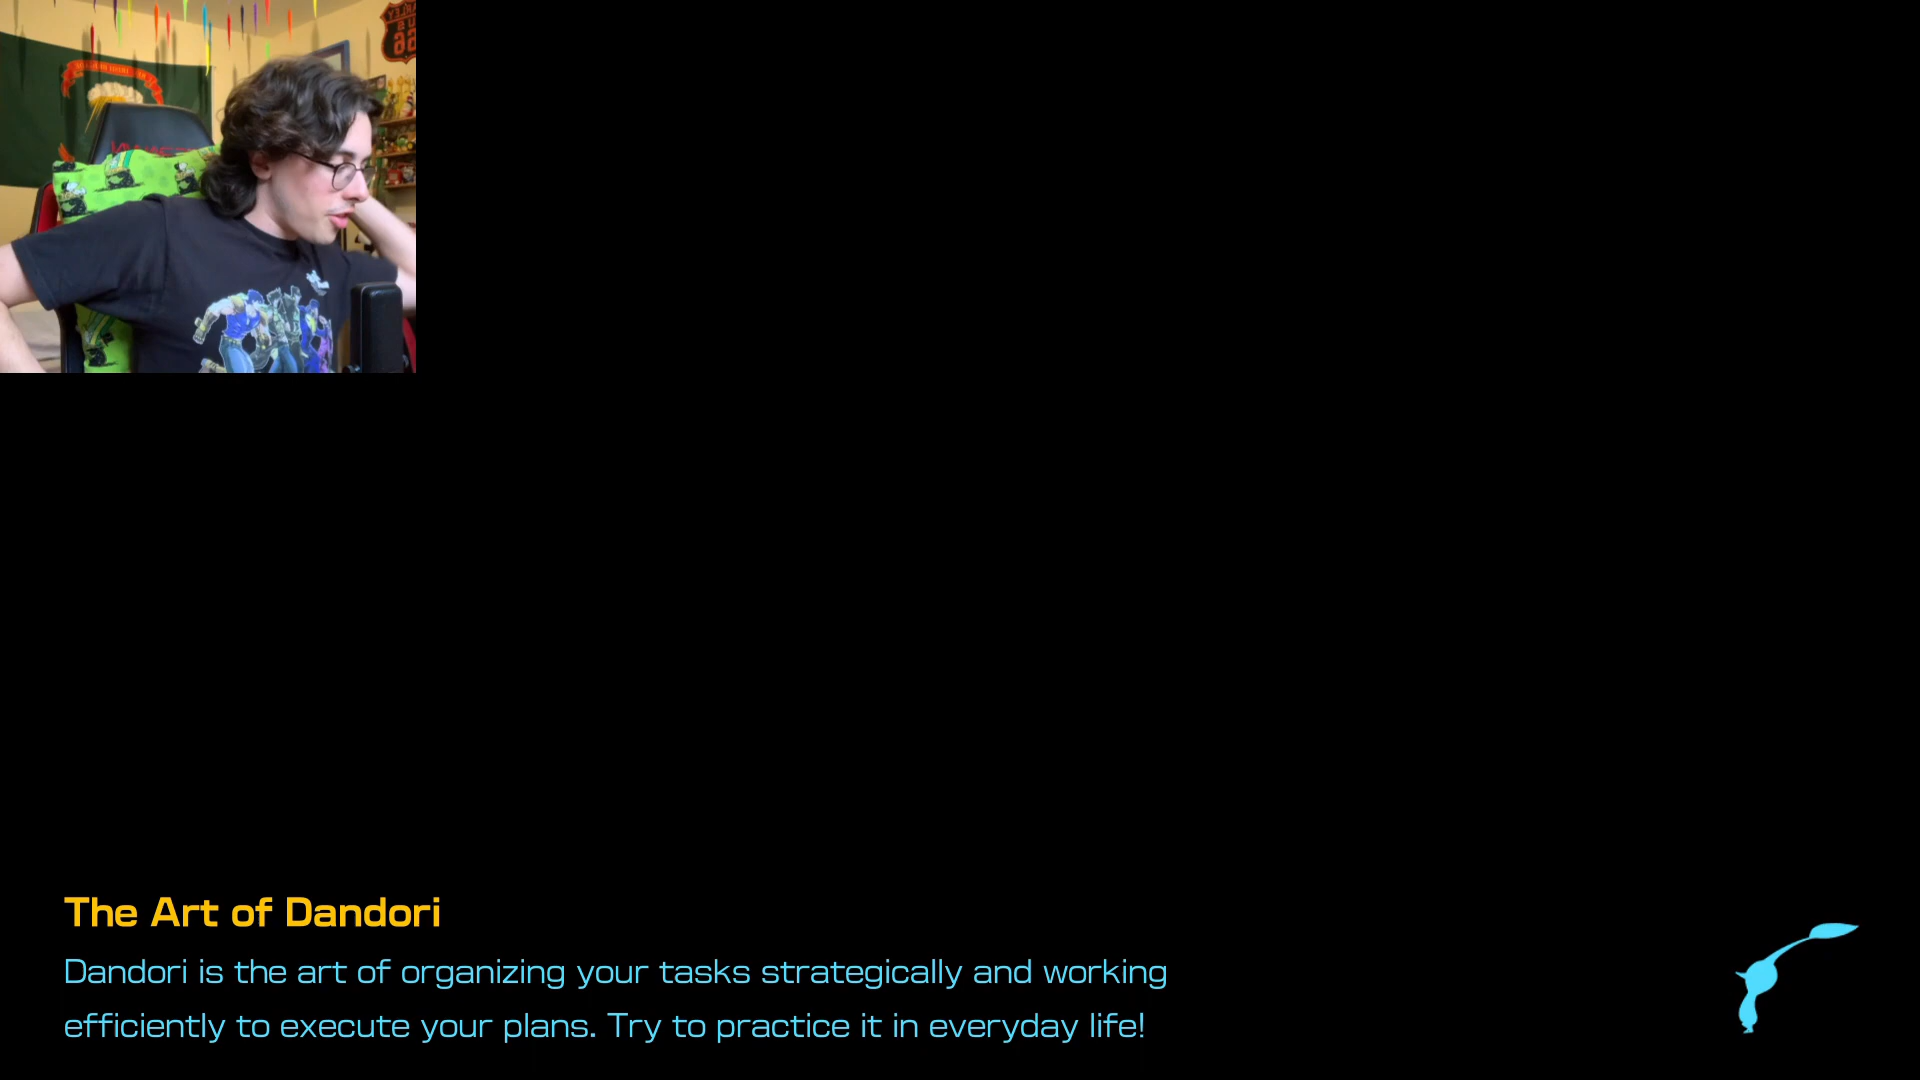 The Art of Dandori
Dandori is the art of organizing your tasks strategically and working
efficiently to execute your plans. Try to practice it in everyday life!